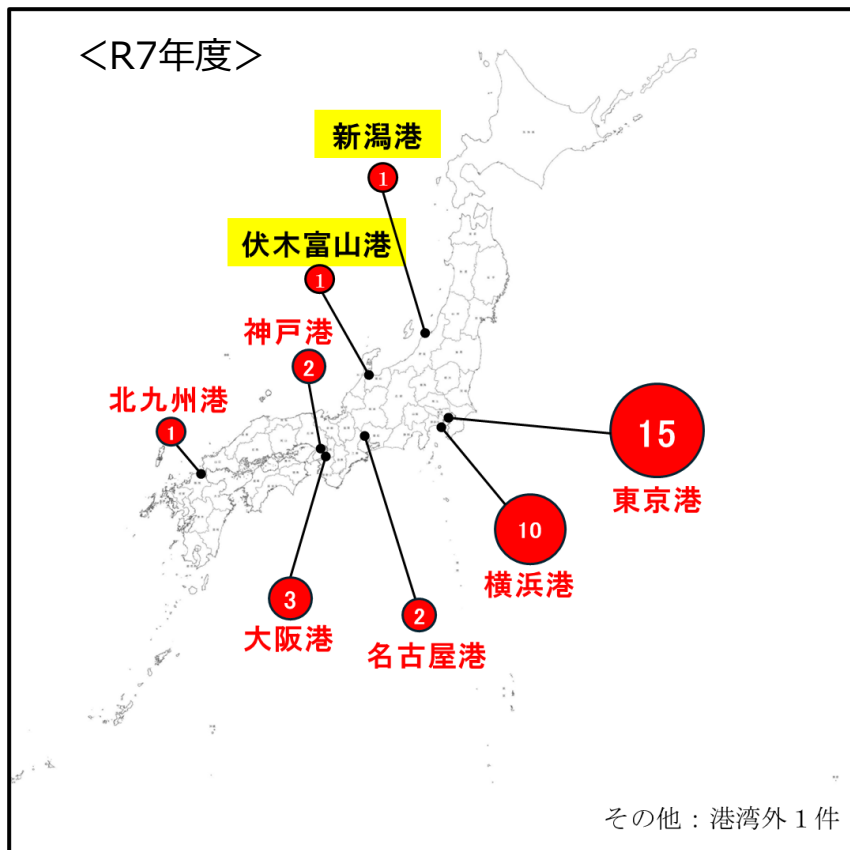 ＜R7年度＞
新潟港
1
伏木富山港
1
神戸港
2
北九州港
1
15
東京港
10
横浜港
3
大阪港
2
名古屋港
その他：港湾外１件